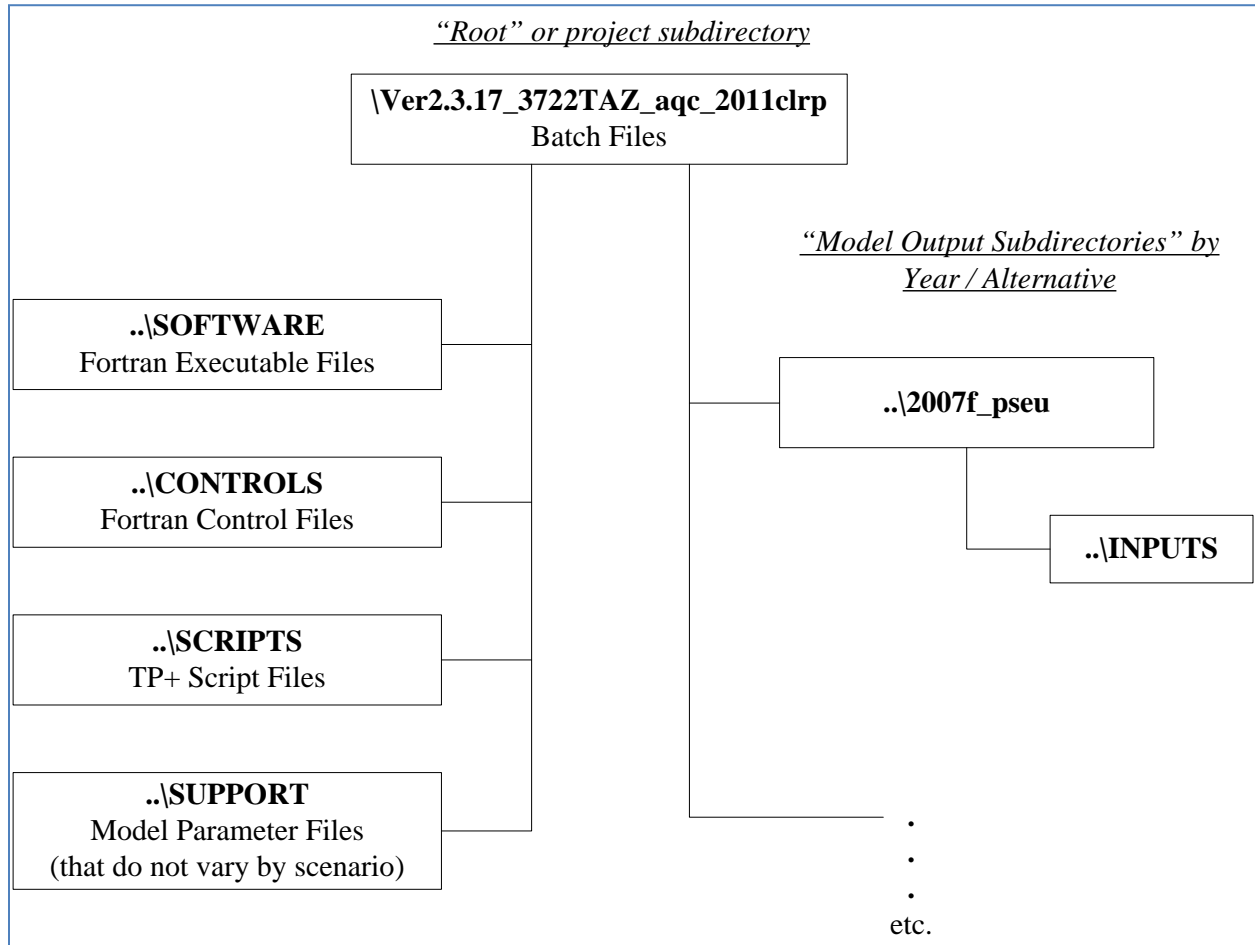 “Root” or project subdirectory
\Ver2.3.17_3722TAZ_aqc_2011clrp
Batch Files
“Model Output Subdirectories” by
Year / Alternative
..\SOFTWARE
Fortran Executable Files
..\2007f_pseu
..\CONTROLS
Fortran Control Files
..\INPUTS
..\SCRIPTS
TP+ Script Files
..\SUPPORT
Model Parameter Files
(that do not vary by scenario)
.
.
.
etc.